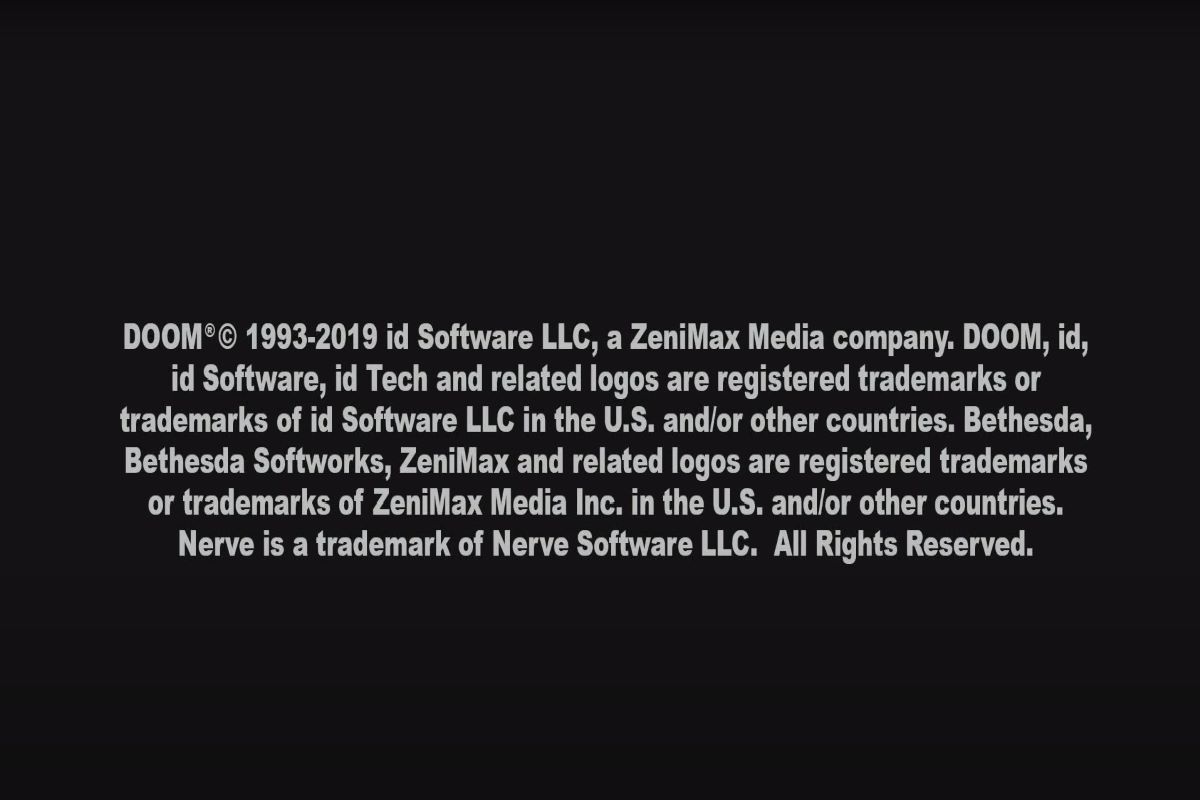 DOOM®© 1993-2019 id Software LLC, a ZeniMax Media company. DOOM, id,
id Software, id Tech and related logos are registered trademarks or
trademarks of id Software LLC in the U.S. and/or other countries. Bethesda,
Bethesda Softworks, ZeniMax and related logos are registered trademarks
or trademarks of ZeniMax Media Inc. in the U.S. and/or other countries.
Nerve is a trademark of Nerve Software LLC.  All Rights Reserved.